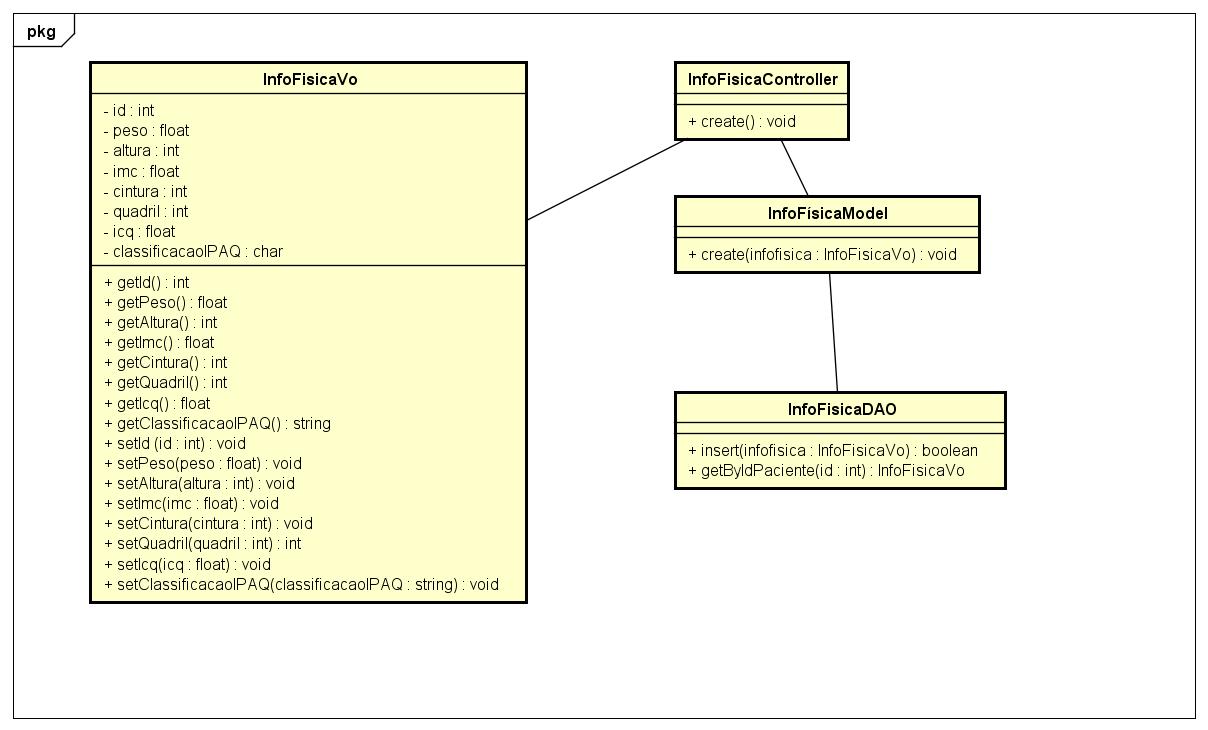 pkg
InfoFisicaVo
- id : int
- peso : float
- altura : int
- imc : float
- cintura : int
- quadril : int
- icq : float
- classificacaoIPAQ : char
+ getId() : int
+ getPeso() : float
+ getAltura() : int
+ getImc() : float
+ getCintura() : int
+ getQuadril() : int
+ getIcq() : float
+ getClassificacaoIPAQ() : string
+ setId (id : int) : void
+ setPeso(peso : float) : void
+ setAltura(altura : int) : void
+ setImc(imc : float) : void
+ setCintura(cintura : int) : void
+ setQuadril(quadril : int) : int
+ setIcq(icq : float) : void
+ setClassificacaoIPAQ(classificacaoIPAQ : string) : void
InfoFisicaController
+ create() : void
InfoFísicaModel
+ create(infofisica : InfoFisicaVo) : void
InfoFisicaDAO
+ insert(infofisica : InfoFisicaVo) : boolean
+ getByIdPaciente(id : int) : InfoFisicaVo